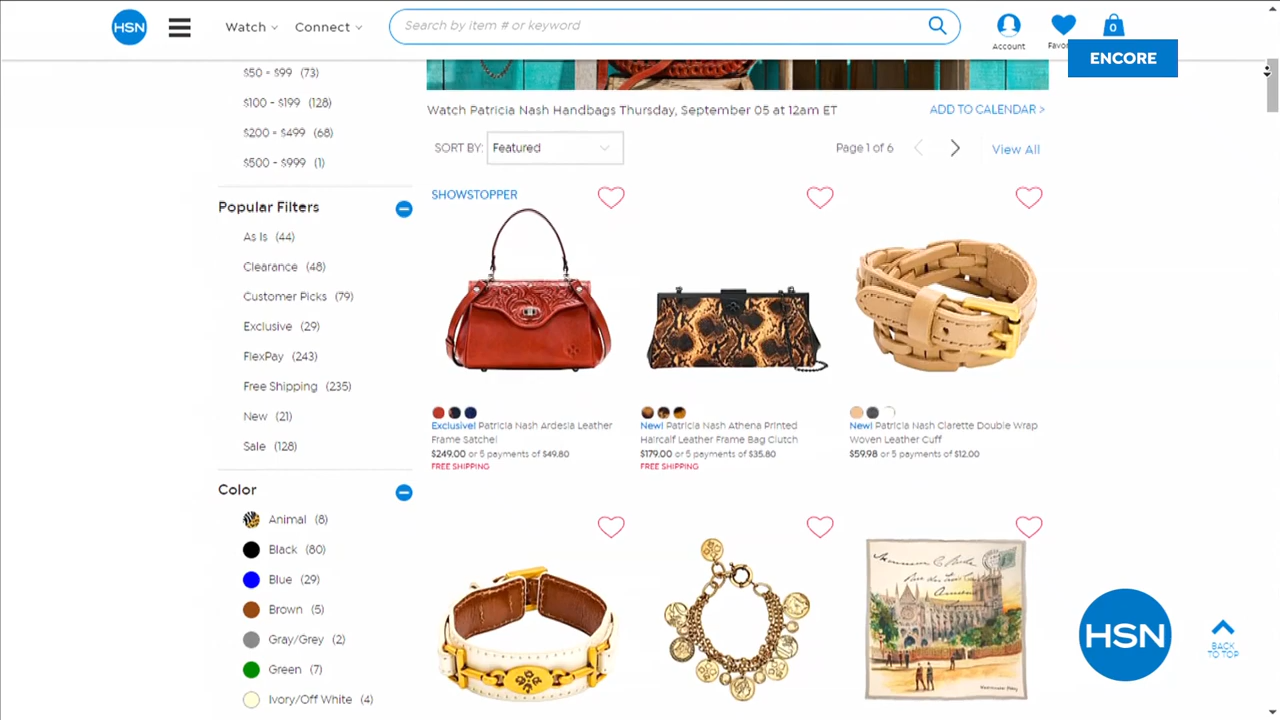 HSN
Watch
Connect
Search by item # or keyword
Account
Favo
0
ENCORE
$50 - $99 (73)
$100 - $199 (128)
$200 - $499 (68)
$500 - $999 (1)
Popular Filters
As Is (44)
Clearance (48)
Customer Picks (79)
Exclusive (29)
FlexPay (243)
Free Shipping (235)
New (21)
Sale (128)
Color
Animal (8)
Black (80)
Blue (29)
Brown (5)
Gray/Grey (2)
Green (7)
Ivory/Off White (4)
Watch Patricia Nash Handbags Thursday, September 05 at 12am ET
ADD TO CALENDAR >
SORT BY: Featured
Page 1 of 6
View All
SHOWSTOPPER
Exclusive! Patricia Nash Ardesia Leather
Frame Satchel
$249.00 or 5 payments of $49.80
FREE SHIPPING
New! Patricia Nash Athena Printed
Haircalf Leather Frame Bag Clutch
$179.00 or 5 payments of $35.80
FREE SHIPPING
New! Patricia Nash Clarette Double Wrap
Woven Leather Cuff
$59.98 or 5 payments of $12.00
HSN
BACK
TO TOP